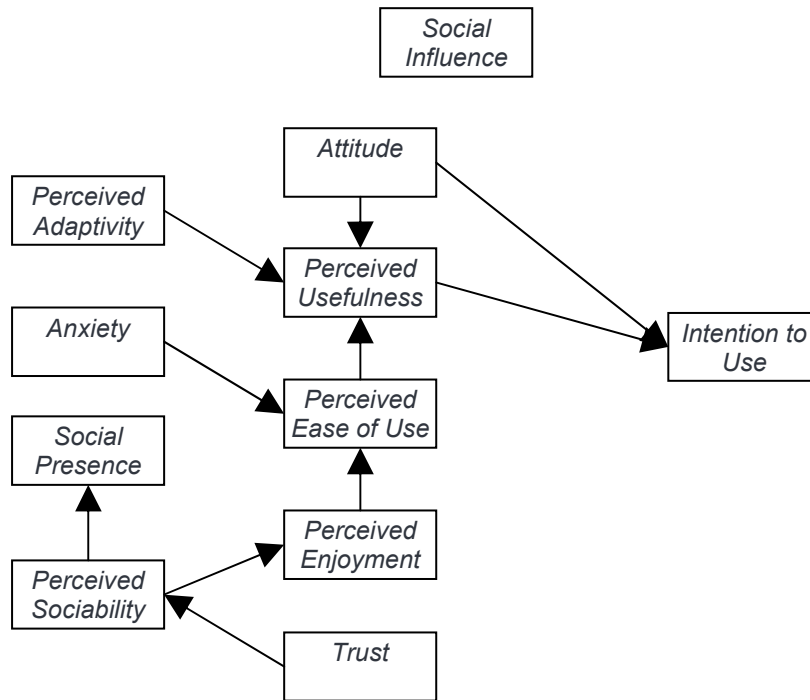 Social
Influence
Attitude
Perceived
Adaptivity
Perceived
Usefulness
Anxiety
Intention to
Use
Perceived
Ease of Use
Social
Presence
Perceived
Enjoyment
Perceived
Sociability
Trust